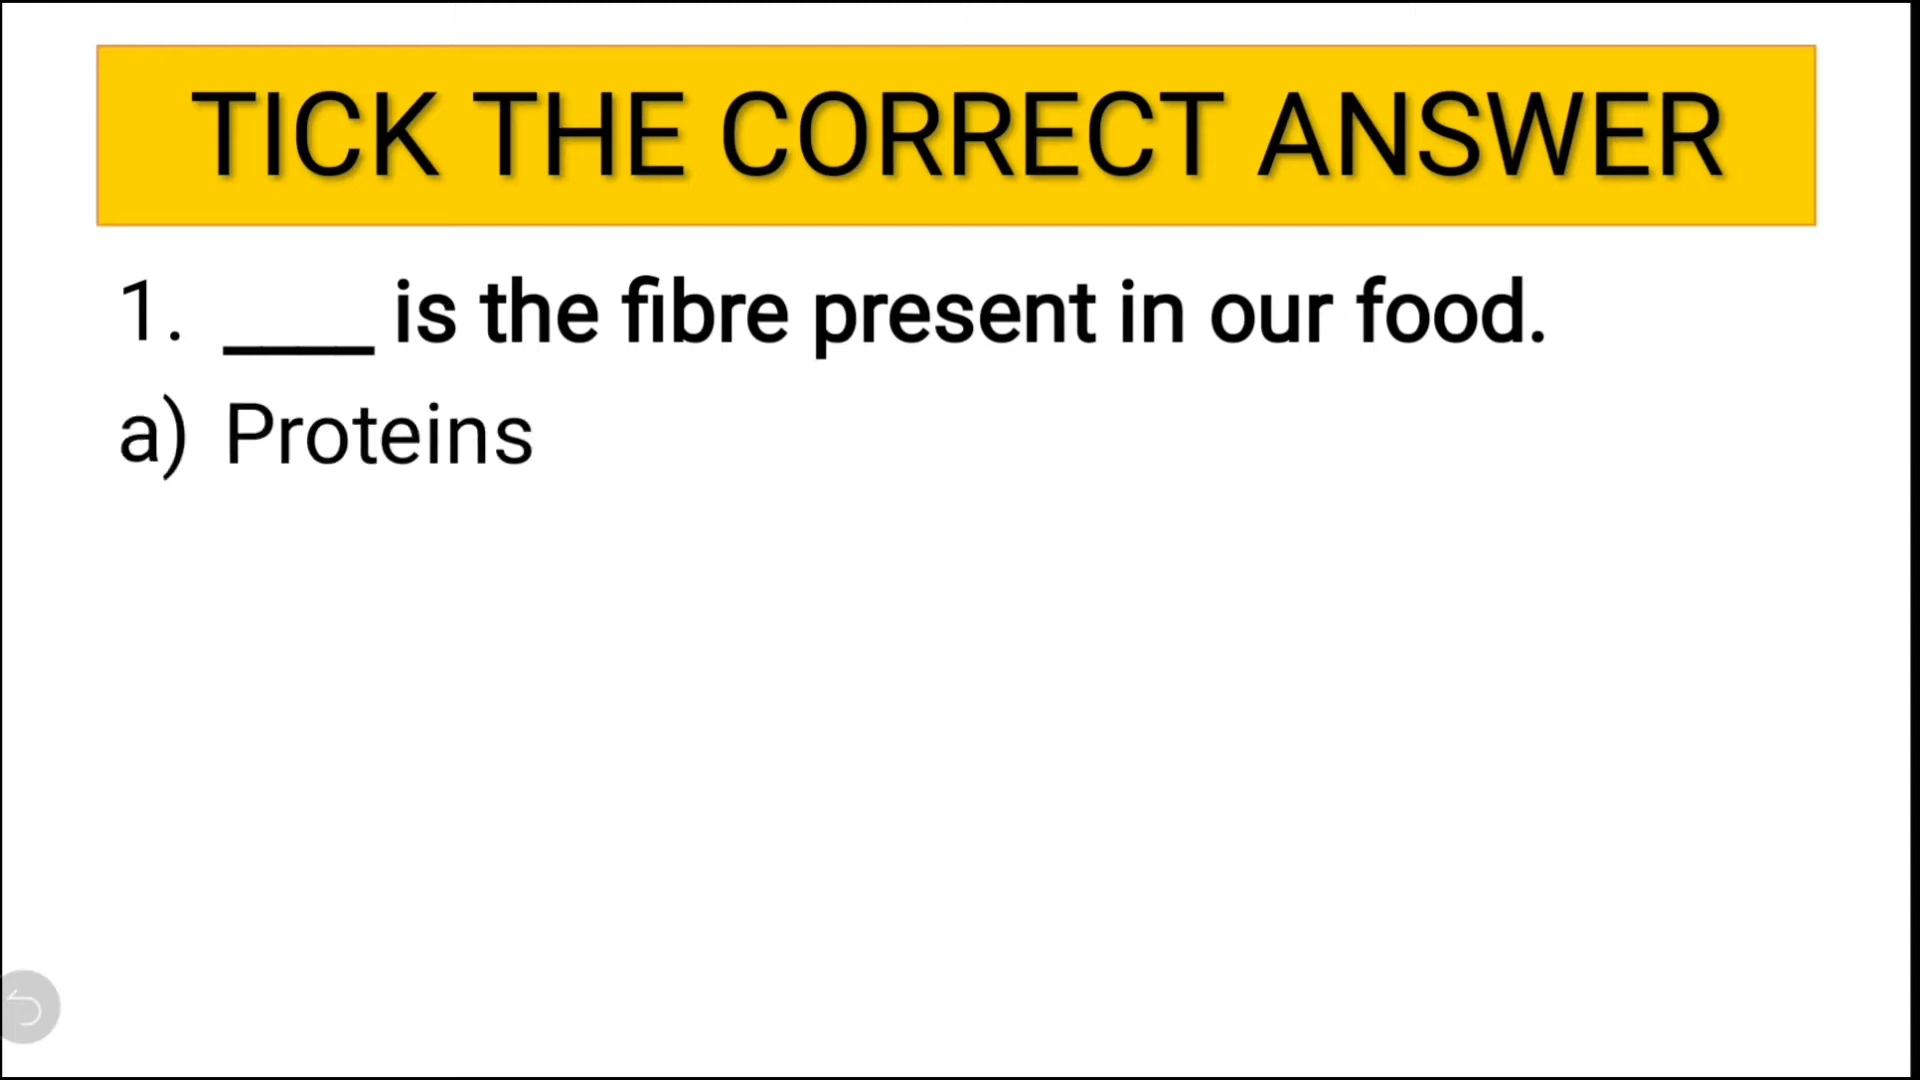 TICK THE CORRECT ANSWER
1. ____ is the fibre present in our food.
a) Proteins